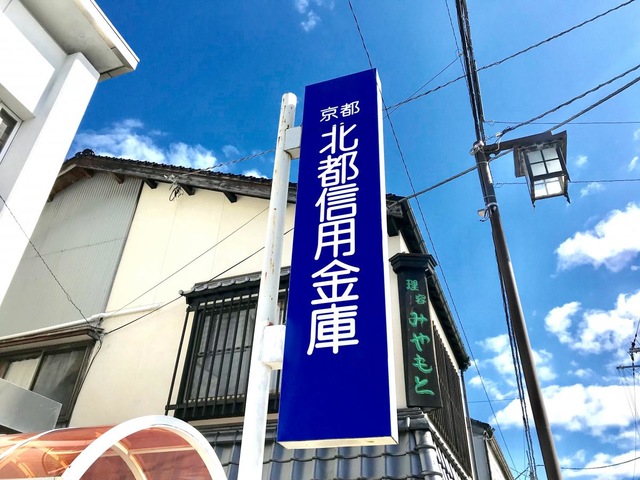 京都
北都信用金庫
理容
みやもと